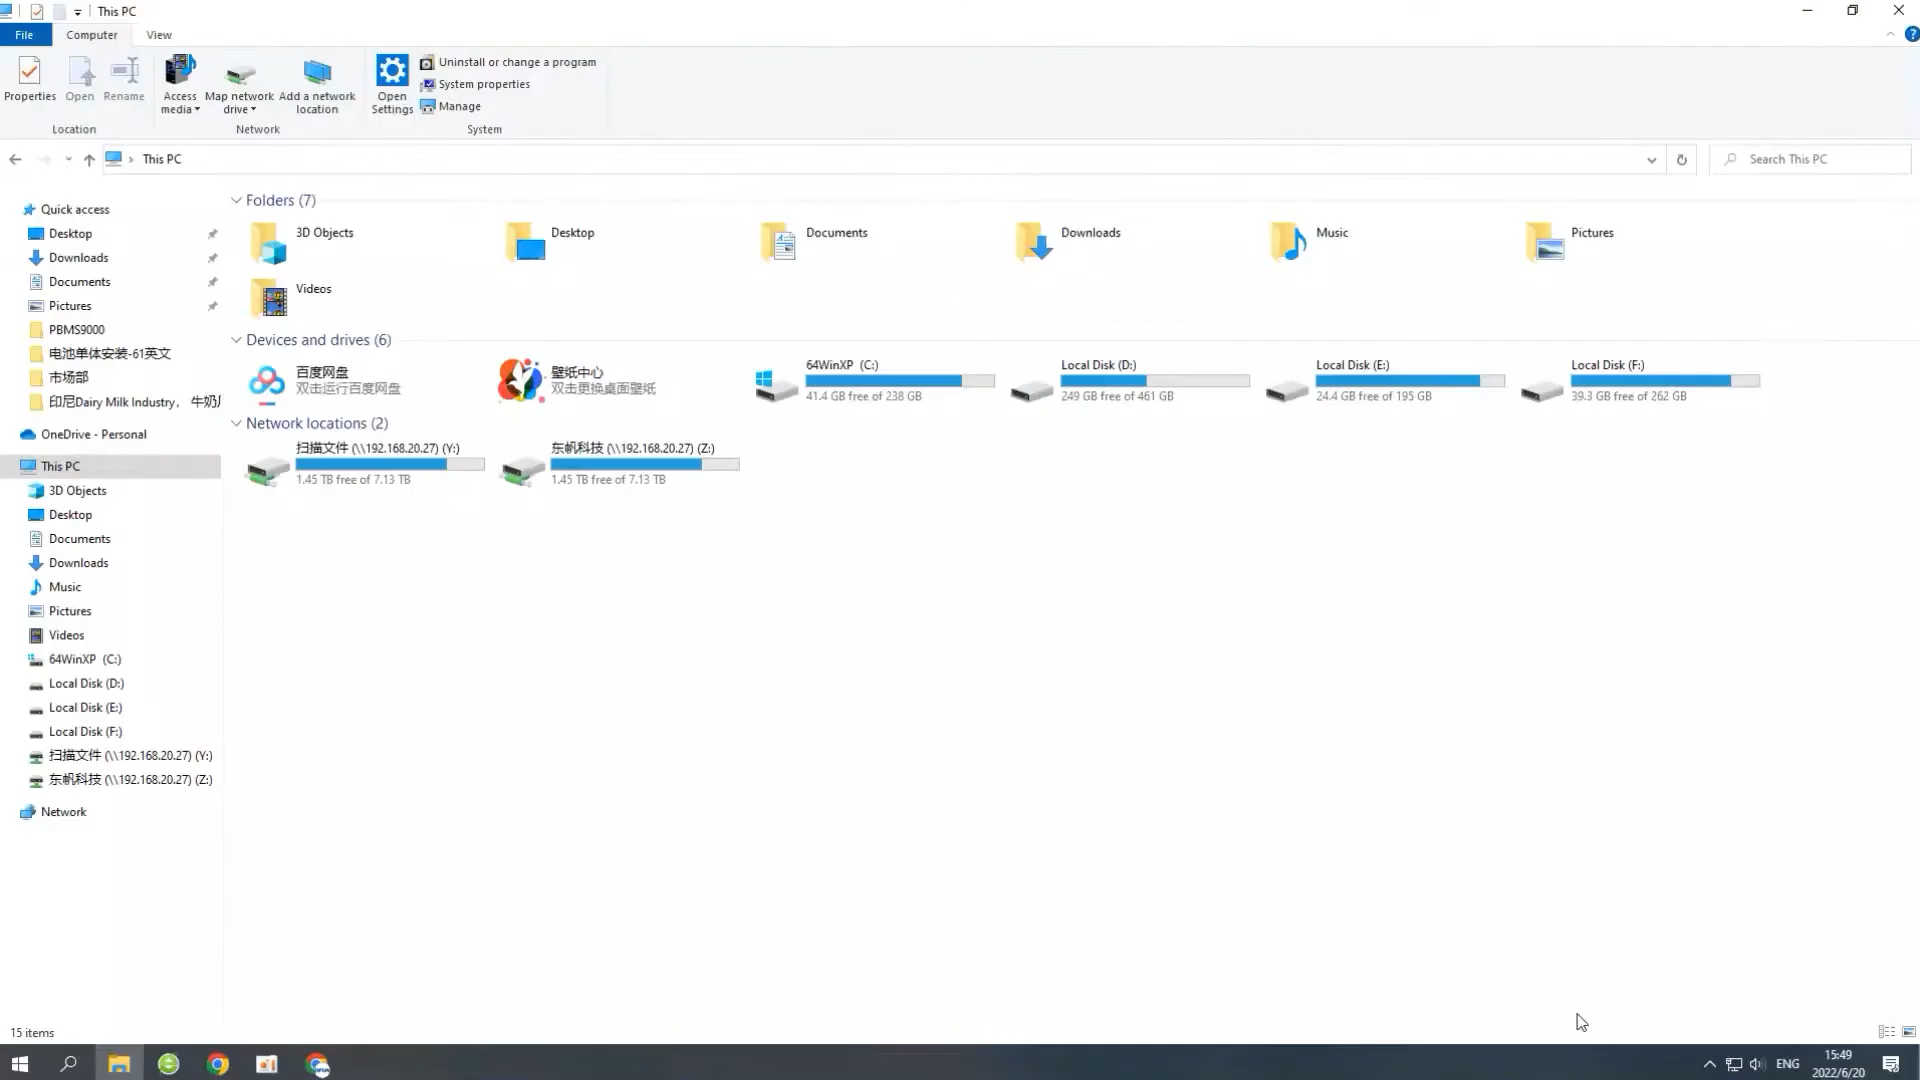 This PC
File
Computer
View
Properties
Open
Rename
Access media
Map network drive
Add a network location
Open Settings
Uninstall or change a program
System properties
Manage
Location
Network
System
This PC
Search This PC
Quick access
Desktop
Downloads
Documents
Pictures
PBMS9000
电池单体安装-61英文
市场部
印尼Dairy Milk Industry， 牛奶
OneDrive - Personal
This PC
3D Objects
Desktop
Documents
Downloads
Music
Pictures
Videos
64WinXP (C:)
Local Disk (D:)
Local Disk (E:)
Local Disk (F:)
扫描文件 (\\192.168.20.27) (Y:)
东帆科技 (\\192.168.20.27) (Z:)
Network
Folders (7)
3D Objects
Desktop
Documents
Downloads
Music
Pictures
Videos
Devices and drives (6)
百度网盘
双击运行百度网盘
壁纸中心
双击更换桌面壁纸
64WinXP (C:)
41.4 GB free of 238 GB
Local Disk (D:)
249 GB free of 461 GB
Local Disk (E:)
24.4 GB free of 195 GB
Local Disk (F:)
39.3 GB free of 262 GB
Network locations (2)
扫描文件 (\\192.168.20.27) (Y:)
1.45 TB free of 7.13 TB
东帆科技 (\\192.168.20.27) (Z:)
1.45 TB free of 7.13 TB
15 items
ENG
15:49
2022/6/20